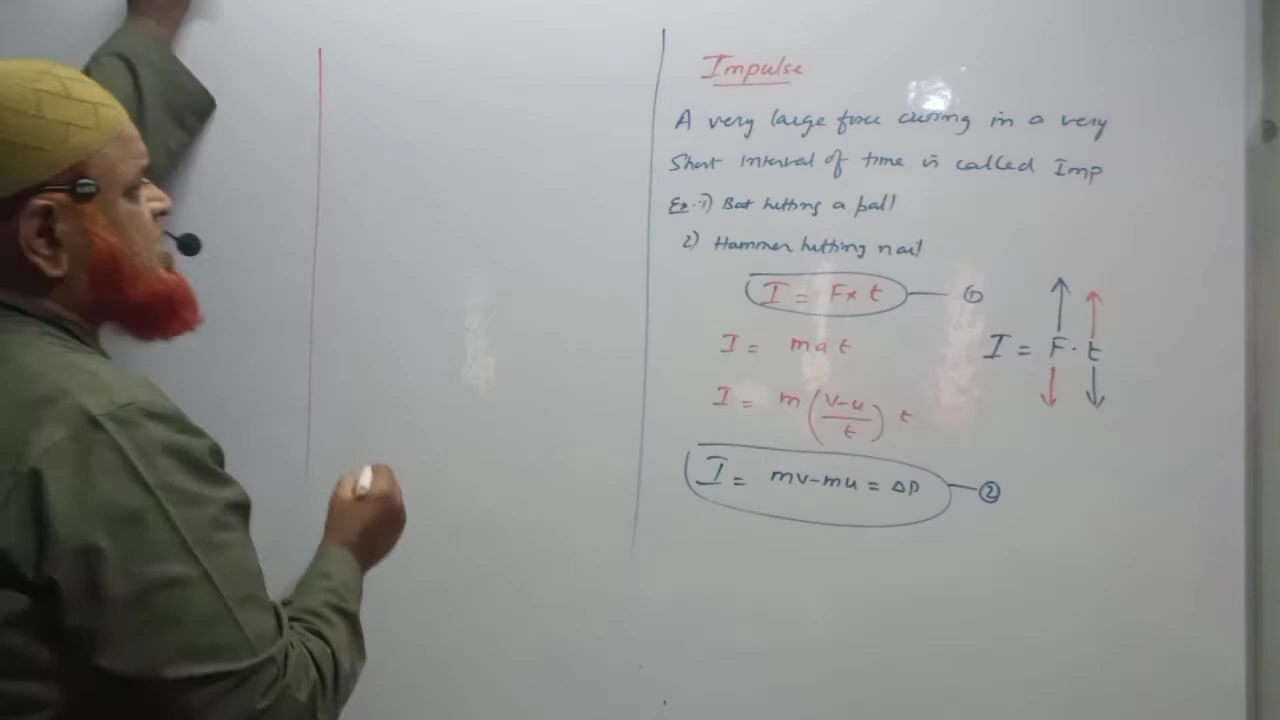 Impulse
A very large force acting in a very
Short interval of time is called Imp
Ex:- 1) Bat hitting a ball
2) Hammer hitting nail
I = F× t ①
I = m a t
I = F · t
I = m ( v-u / t ) t
I = mv-mu = ΔP ②